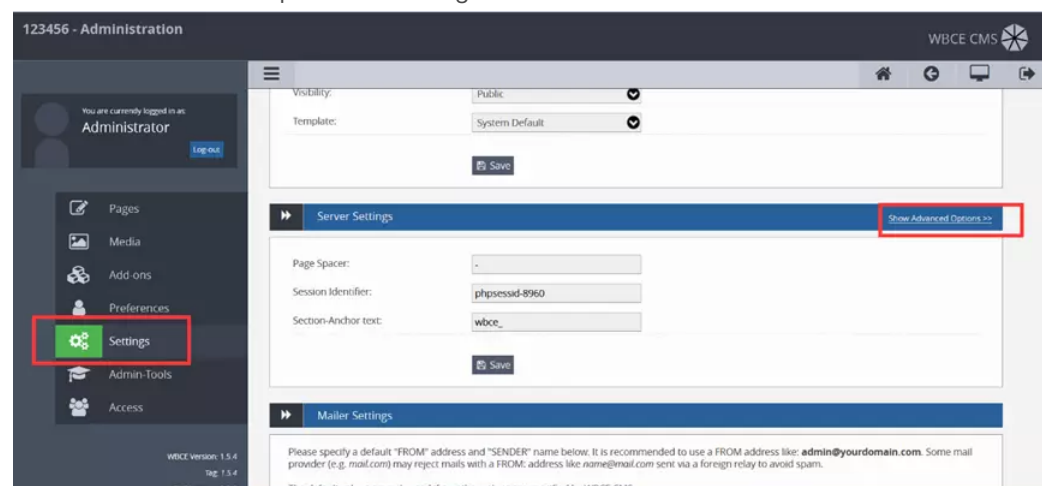 123456 - Administration
WBCE CMS
You are currently logged in as:
Administrator
Log-out
Pages
Media
Add-ons
Preferences
Settings
Admin-Tools
Access
WBCE Version: 1.5.4
Tag: 1.5.4
Visibility: Public
Template: System Default
Save
Server Settings Show Advanced Options >>
Page Spacer: -
Session Identifier: phpsessid-8960
Section-Anchor text: wbce_
Save
Mailer Settings
Please specify a default "FROM" address and "SENDER" name below. It is recommended to use a FROM address like: admin@yourdomain.com. Some mail
provider (e.g. mail.com) may reject mails with a FROM: address like name@mail.com sent via a foreign relay to avoid spam.